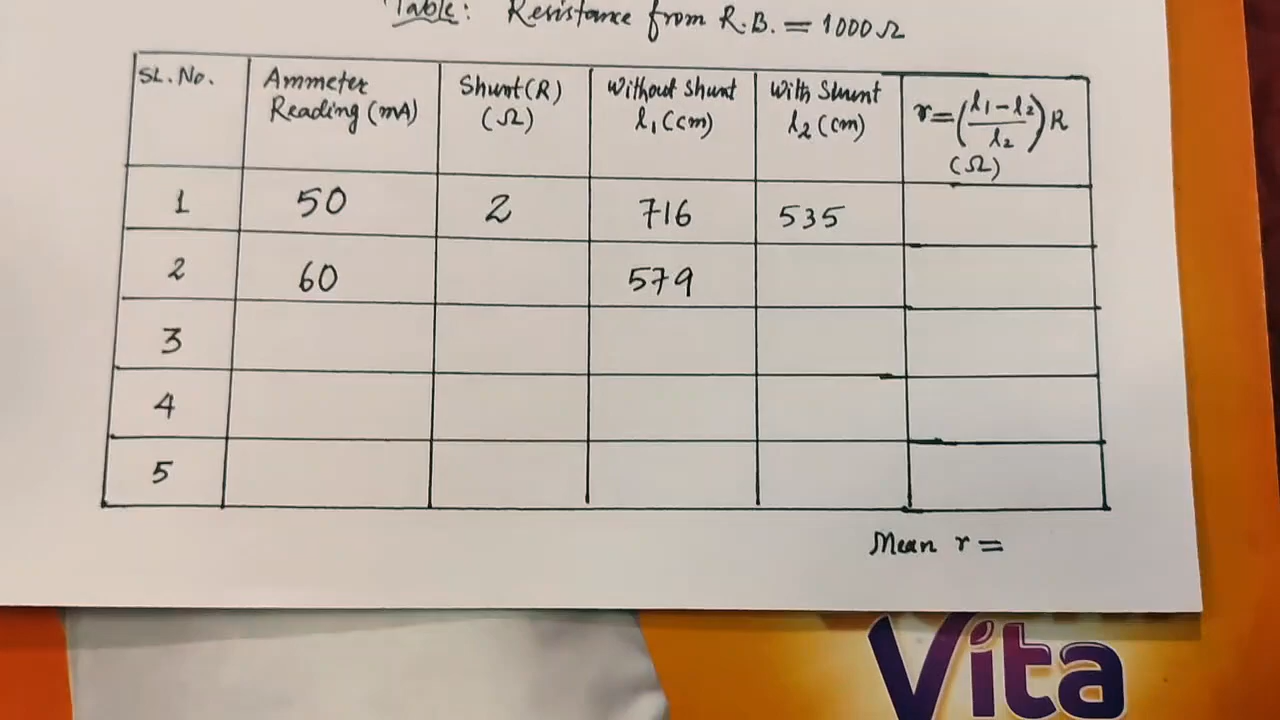 Table: Resistance from R.B. = 1000Ω
SL. No. Ammeter Reading (mA) Shunt (R) (Ω) Without Shunt l₁ (cm) With Shunt l₂ (cm) r = (l₁ - l₂ / l₂) R (Ω)
1 50 2 716 535
2 60 579
3
4
5
Mean r =
Vita